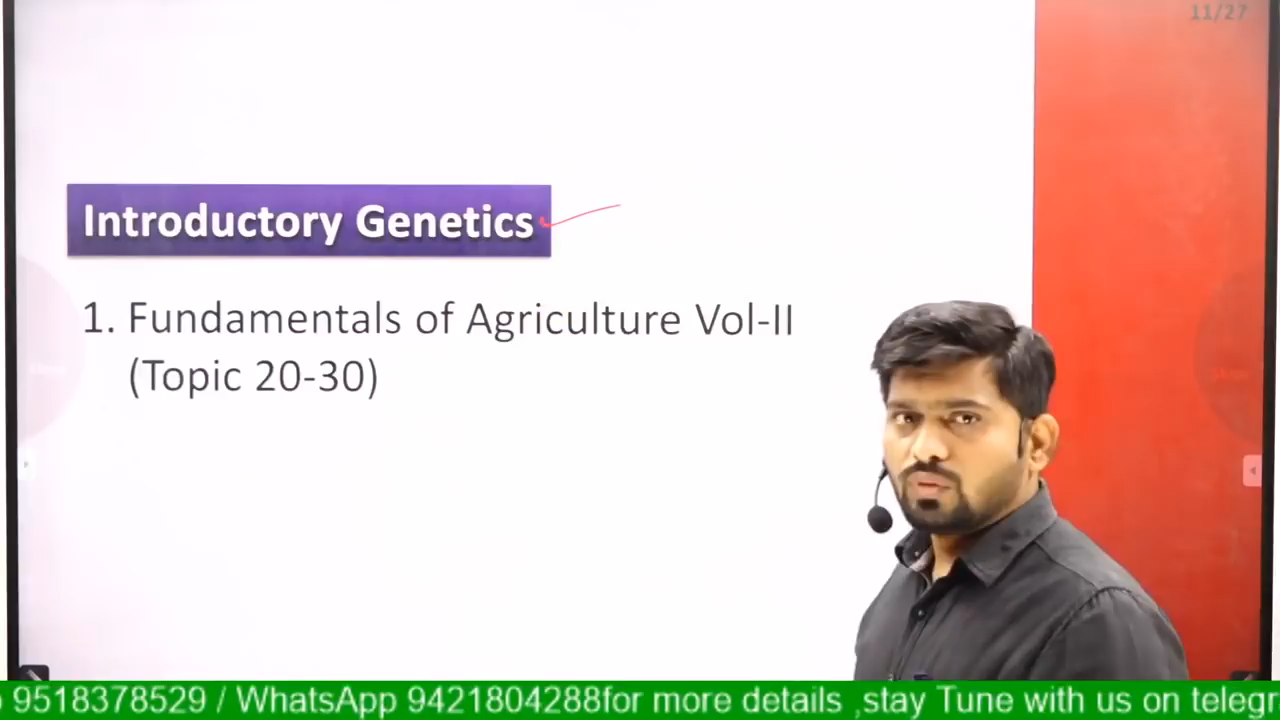 11/27
Introductory Genetics
1. Fundamentals of Agriculture Vol-II
(Topic 20-30)
9518378529 / WhatsApp 9421804288for more details ,stay Tune with us on telegr